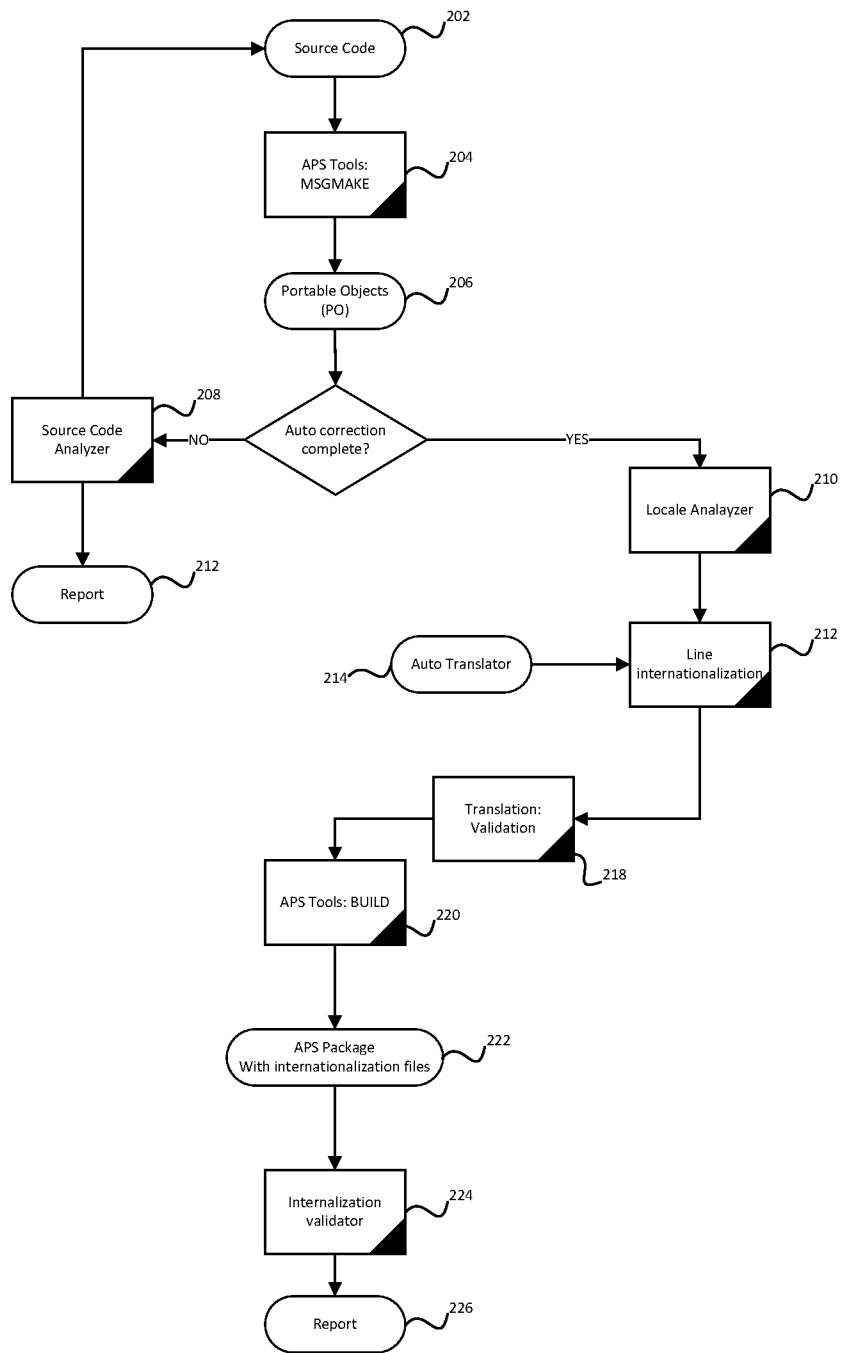 202
Source Code
204
APS Tools:
MSGMAKE
206
Portable Objects
(PO)
208
Source Code
Analyzer
NO
Auto correction
complete?
YES
210
Locale Analayzer
212
Report
212
Line
internationalization
Auto Translator
214
Translation:
Validation
218
APS Tools: BUILD
220
222
APS Package
With internationalization files
224
Internalization
validator
226
Report